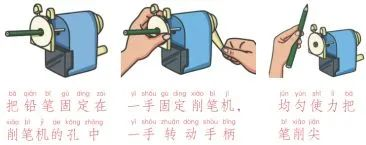 bǎ qiān bǐ gù dìng zài
把铅笔固定在
xiāo bǐ jī de kǒng zhōng
削笔机的孔中
yì shǒu gù dìng xiāo bǐ jī
一手固定削笔机，
yì shǒu zhuàn dòng shǒu bǐng
一手转动手柄
jūn yún shǐ lì bǎ
均匀使力把
bǐ xiāo jiān
笔削尖